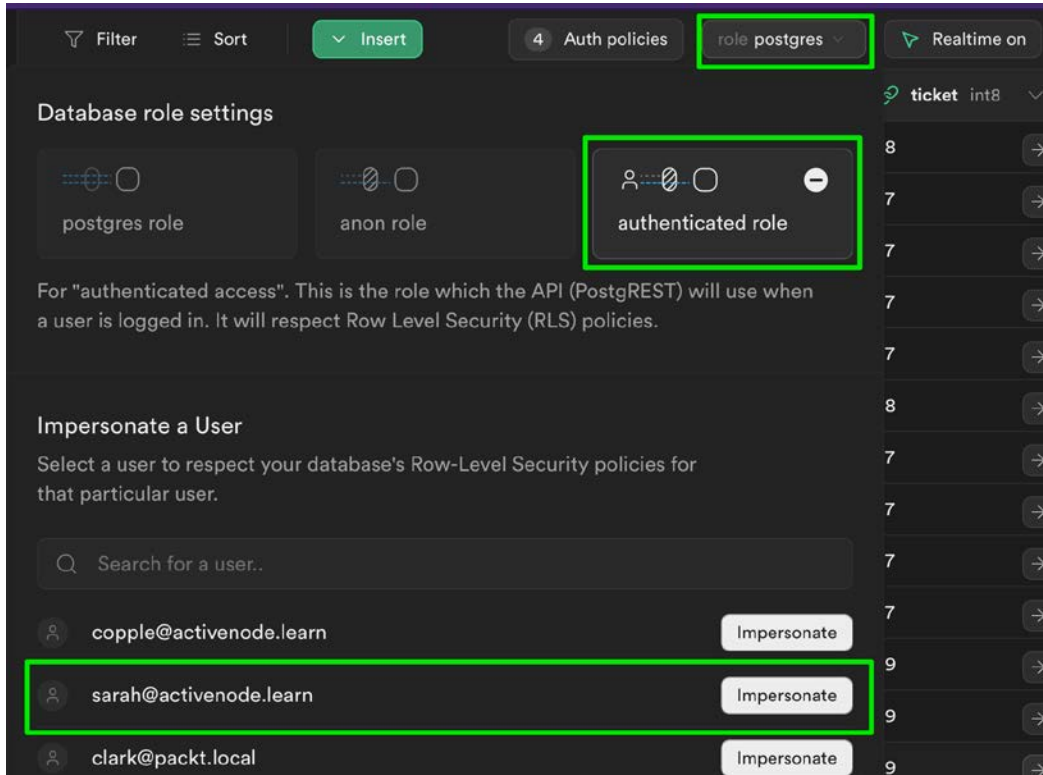 Filter Sort Insert 4 Auth policies role postgres Realtime on
ticket int8
Database role settings
8
postgres role anon role authenticated role
7
7
For "authenticated access". This is the role which the API (PostgREST) will use when
7
a user is logged in. It will respect Row Level Security (RLS) policies.
7
8
Impersonate a User
7
Select a user to respect your database's Row-Level Security policies for
that particular user.
7
Search for a user..
7
7
copple@activenode.learn Impersonate
9
sarah@activenode.learn Impersonate
9
clark@packt.local Impersonate
9